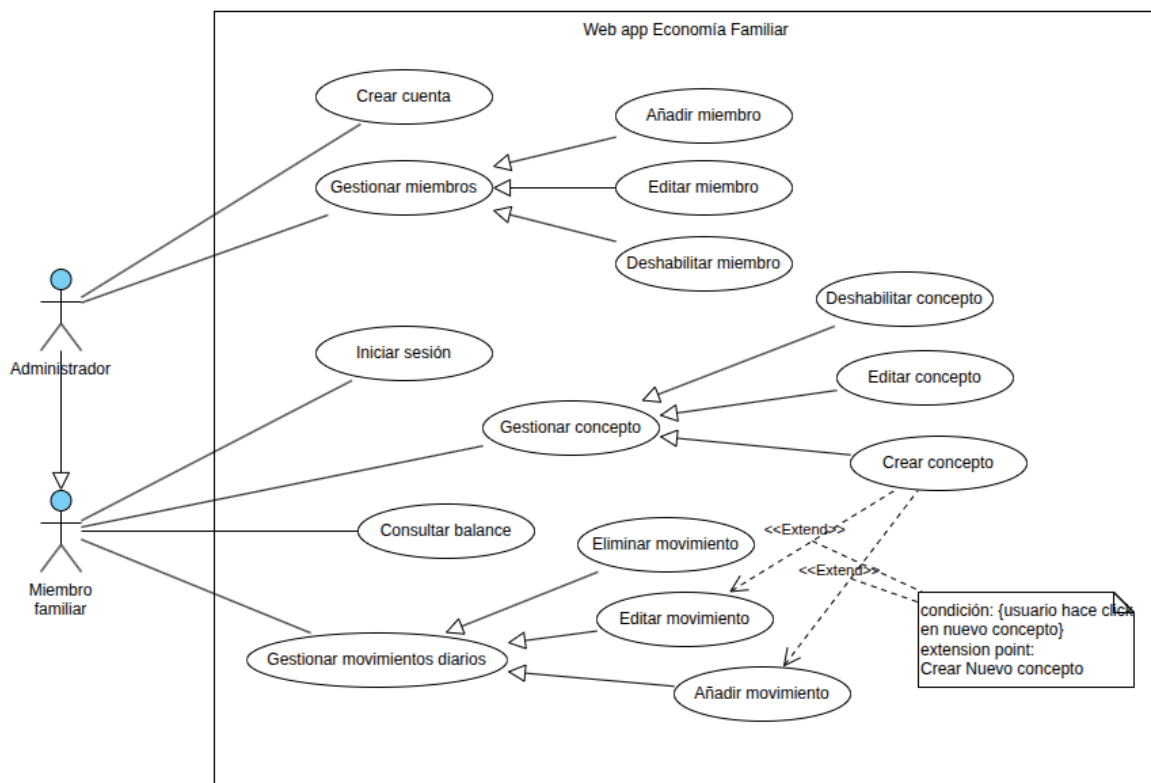 Web app Economía Familiar
Crear cuenta
Añadir miembro
Gestionar miembros
Editar miembro
Deshabilitar miembro
Deshabilitar concepto
Administrador
Iniciar sesión
Editar concepto
Gestionar concepto
Crear concepto
Consultar balance
<<Extend>>
Eliminar movimiento
<<Extend>>
Miembro
familiar
Editar movimiento
condición: {usuario hace click
en nuevo concepto}
extension point:
Crear Nuevo concepto
Gestionar movimientos diarios
Añadir movimiento